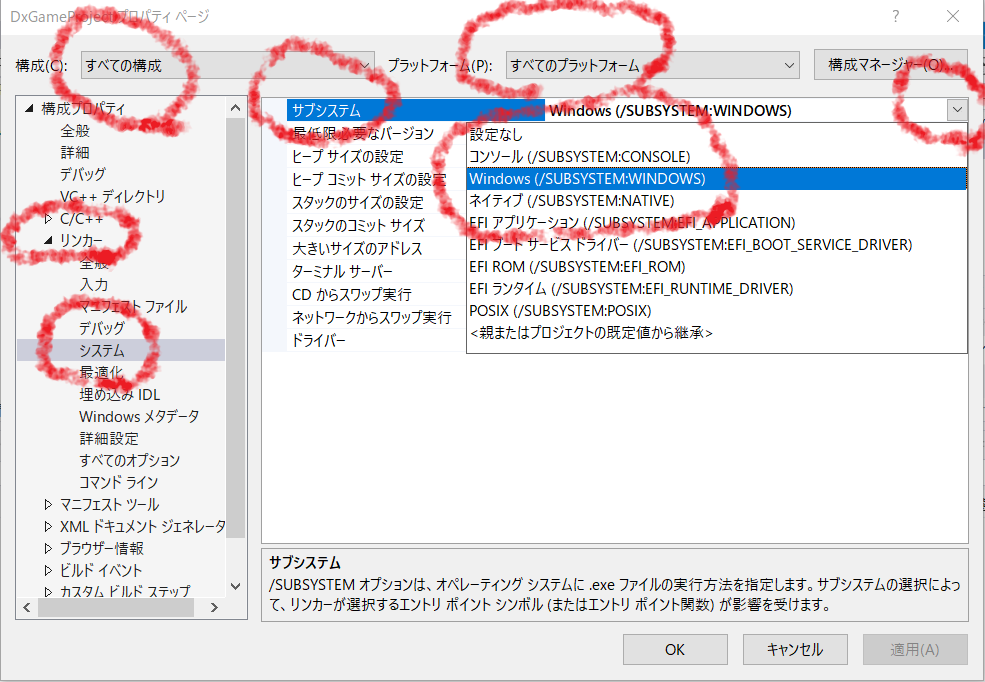 DxGameProjectのプロパティ ページ
構成(C): すべての構成 プラットフォーム(P): すべてのプラットフォーム 構成マネージャー(O)...
構成プロパティ
全般
詳細
デバッグ
VC++ ディレクトリ
C/C++
リンカー
全般
入力
マニフェスト ファイル
デバッグ
システム
最適化
埋め込み IDL
Windows メタデータ
詳細設定
すべてのオプション
コマンド ライン
マニフェスト ツール
XML ドキュメント ジェネレータ
ブラウザー情報
ビルド イベント
カスタム ビルド ステップ
サブシステム Windows (/SUBSYSTEM:WINDOWS)
最低限必要なバージョン
ヒープ サイズの設定
ヒープ コミット サイズの設定
スタックのサイズの設定
スタックのコミット サイズ
大きいサイズのアドレス
ターミナル サーバー
CD からスワップ実行
ネットワークからスワップ実行
ドライバー
設定なし
コンソール (/SUBSYSTEM:CONSOLE)
Windows (/SUBSYSTEM:WINDOWS)
ネイティブ (/SUBSYSTEM:NATIVE)
EFI アプリケーション (/SUBSYSTEM:EFI_APPLICATION)
EFI ブート サービス ドライバー (/SUBSYSTEM:EFI_BOOT_SERVICE_DRIVER)
EFI ROM (/SUBSYSTEM:EFI_ROM)
EFI ランタイム (/SUBSYSTEM:EFI_RUNTIME_DRIVER)
POSIX (/SUBSYSTEM:POSIX)
<親またはプロジェクトの既定値から継承>
サブシステム
/SUBSYSTEM オプションは、オペレーティング システムに .exe ファイルの実行方法を指定します。サブシステムの選択によっ
て、リンカーが選択するエントリ ポイント シンボル (またはエントリ ポイント関数) が影響を受けます。
OK キャンセル 適用(A)